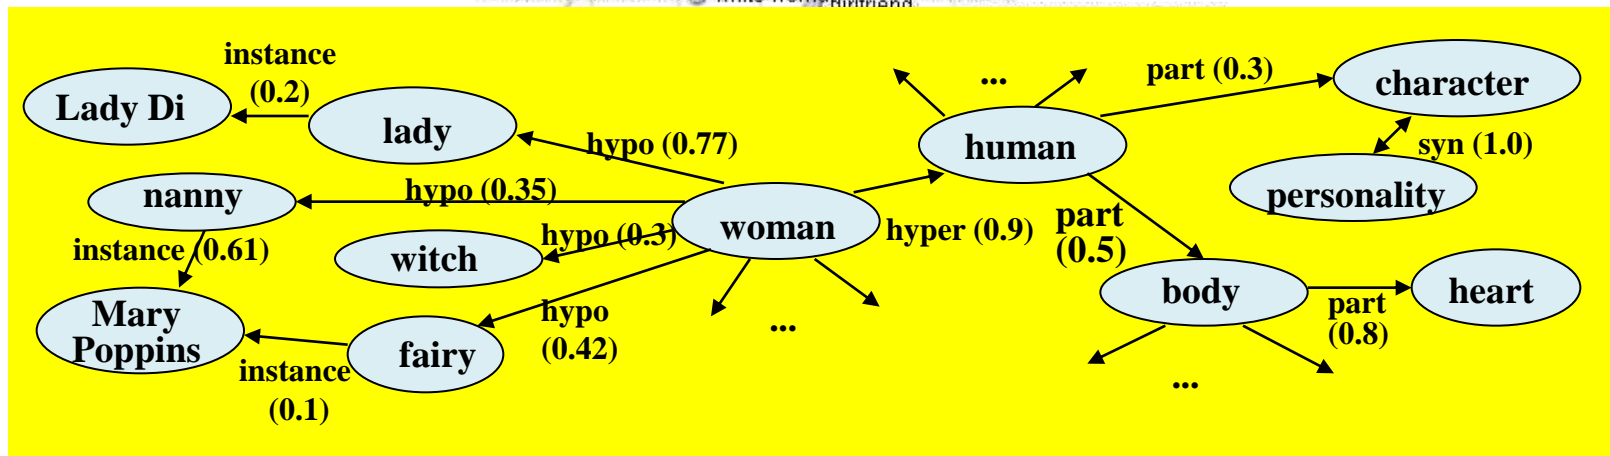 girlfriend
instance
(0.2)
Lady Di
lady
hypo (0.77)
...
part (0.3)
character
human
syn (1.0)
personality
nanny
hypo (0.35)
instance (0.61)
witch
hypo (0.3)
woman
hyper (0.9)
part
(0.5)
body
heart
part
(0.8)
Mary
Poppins
fairy
hypo
(0.42)
...
instance
(0.1)
...